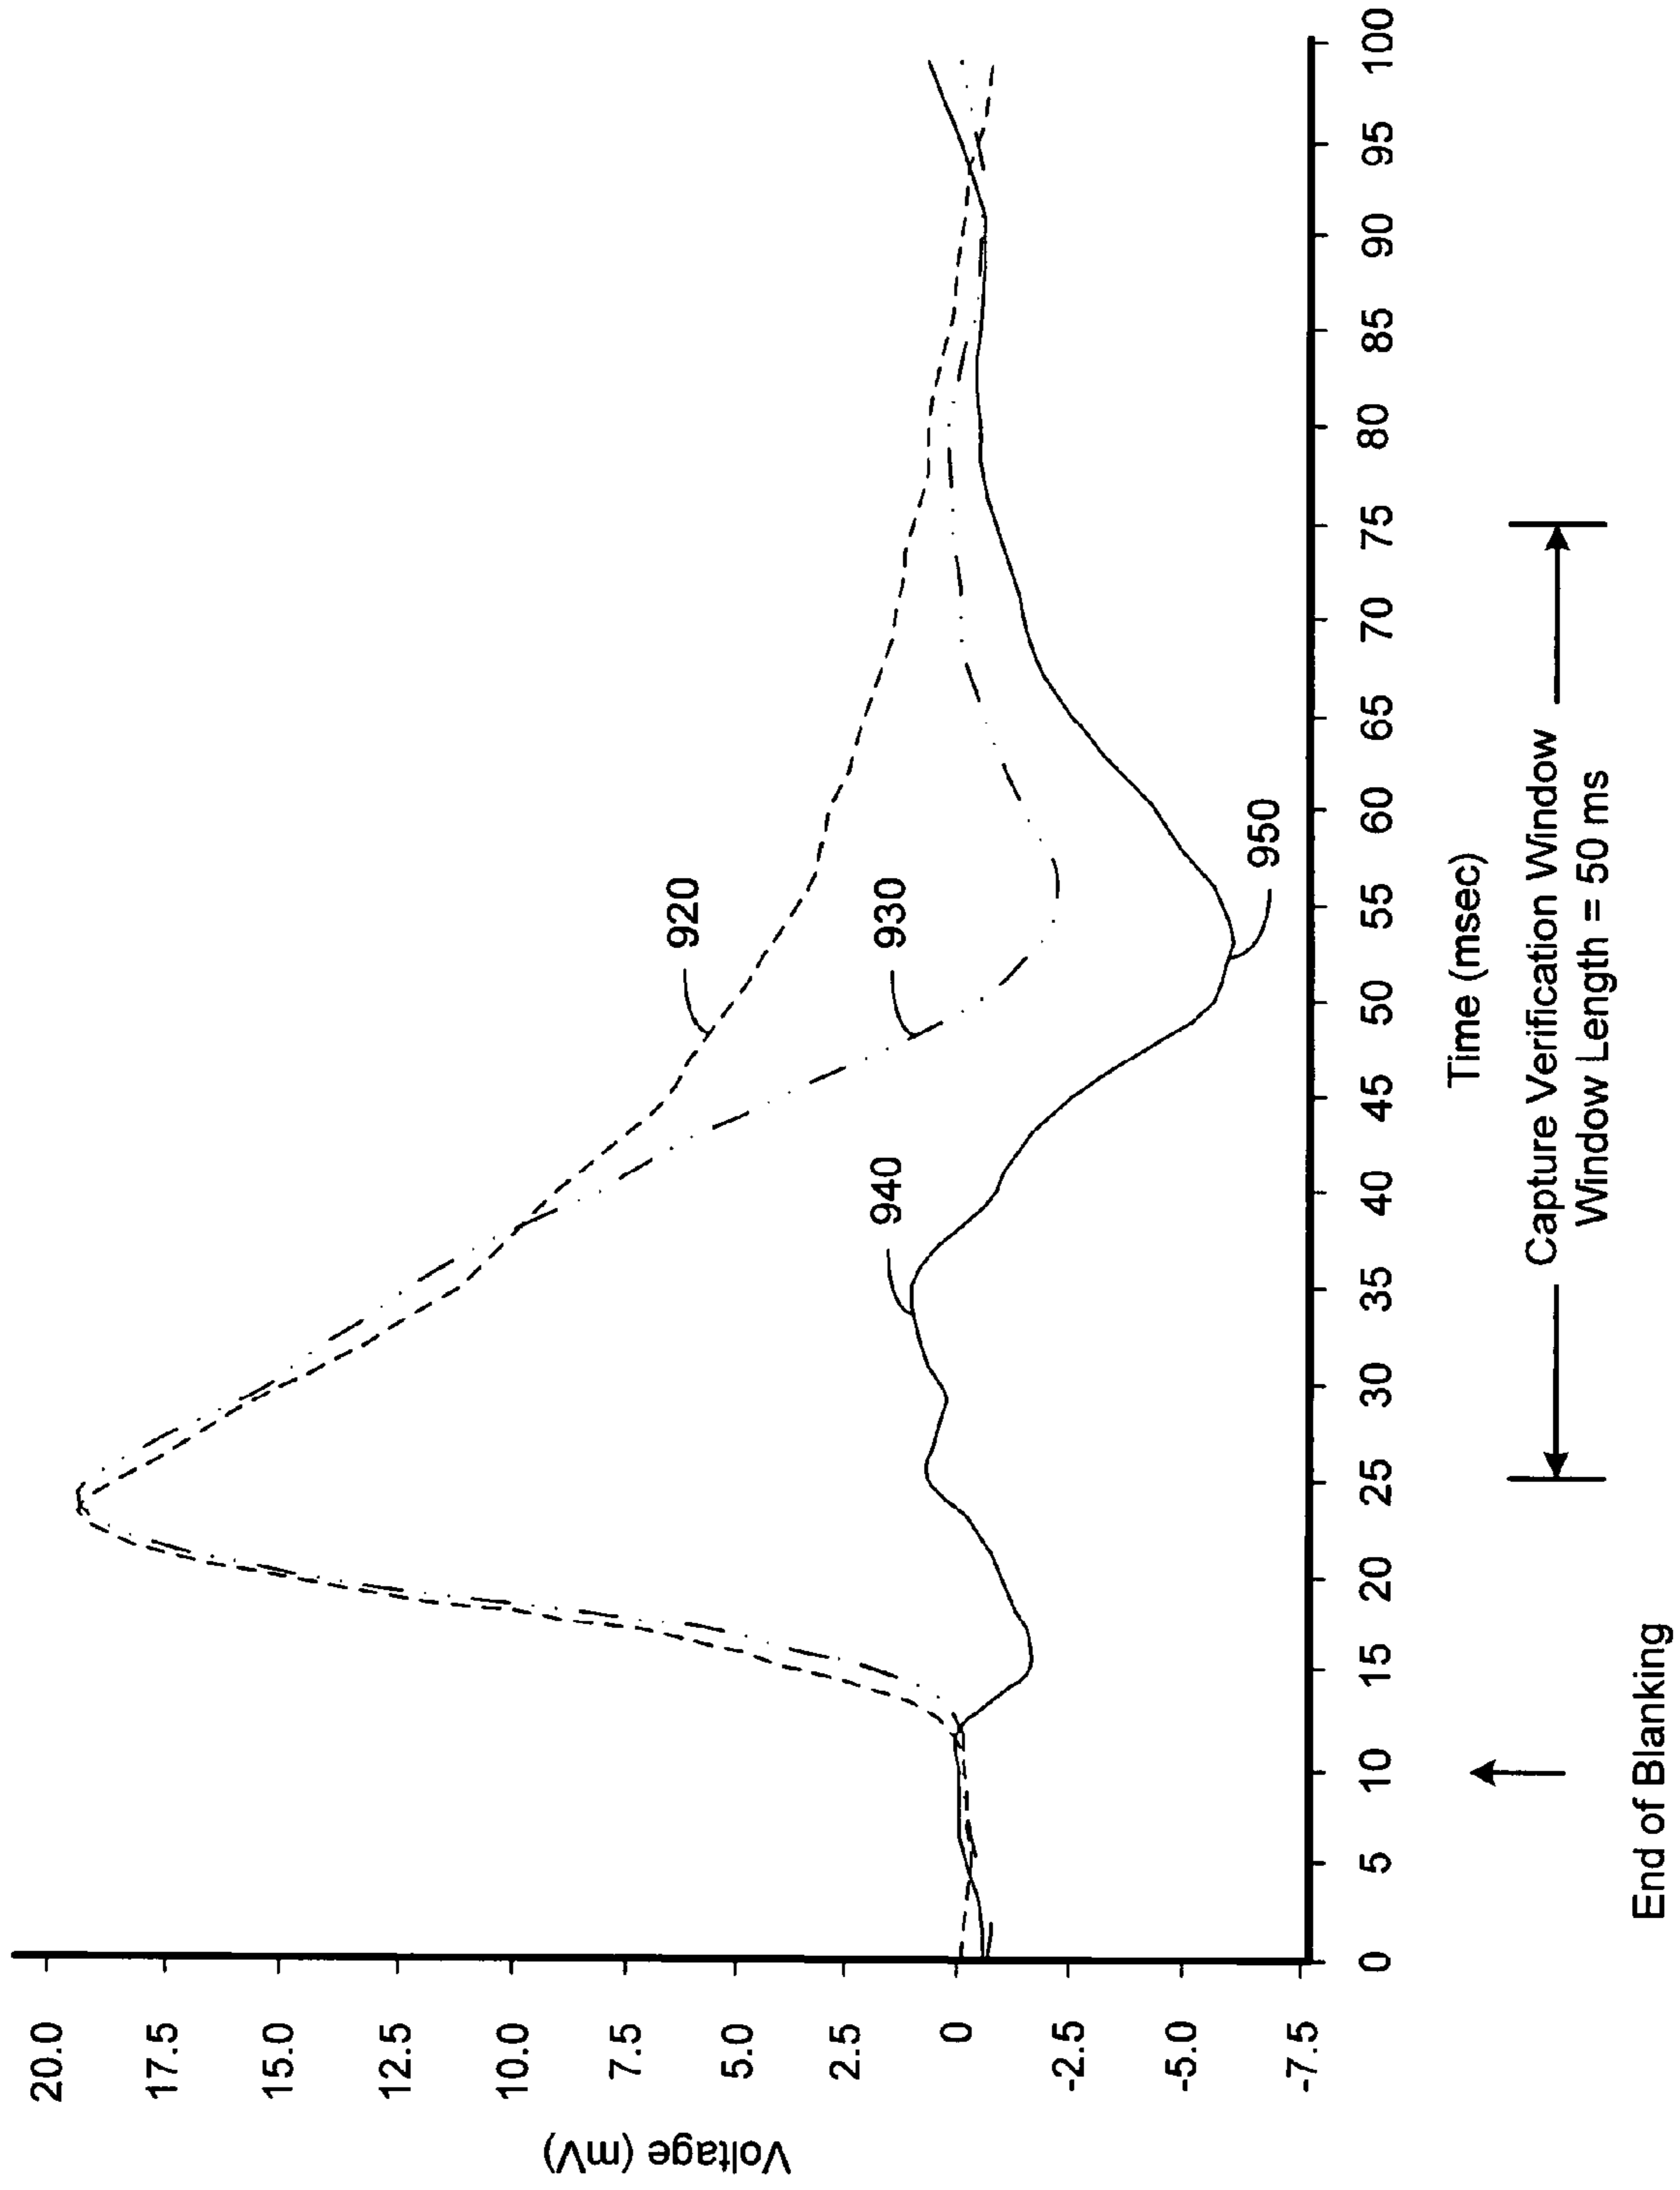 Voltage (mV)
20.0
17.5
15.0
12.5
10.0
7.5
5.0
2.5
0
-2.5
-5.0
-7.5
920
930
940
950
0 5 10 15 20 25 30 35 40 45 50 55 60 65 70 75 80 85 90 95 100
Time (msec)
End of Blanking
Capture Verification Window
Window Length = 50 ms